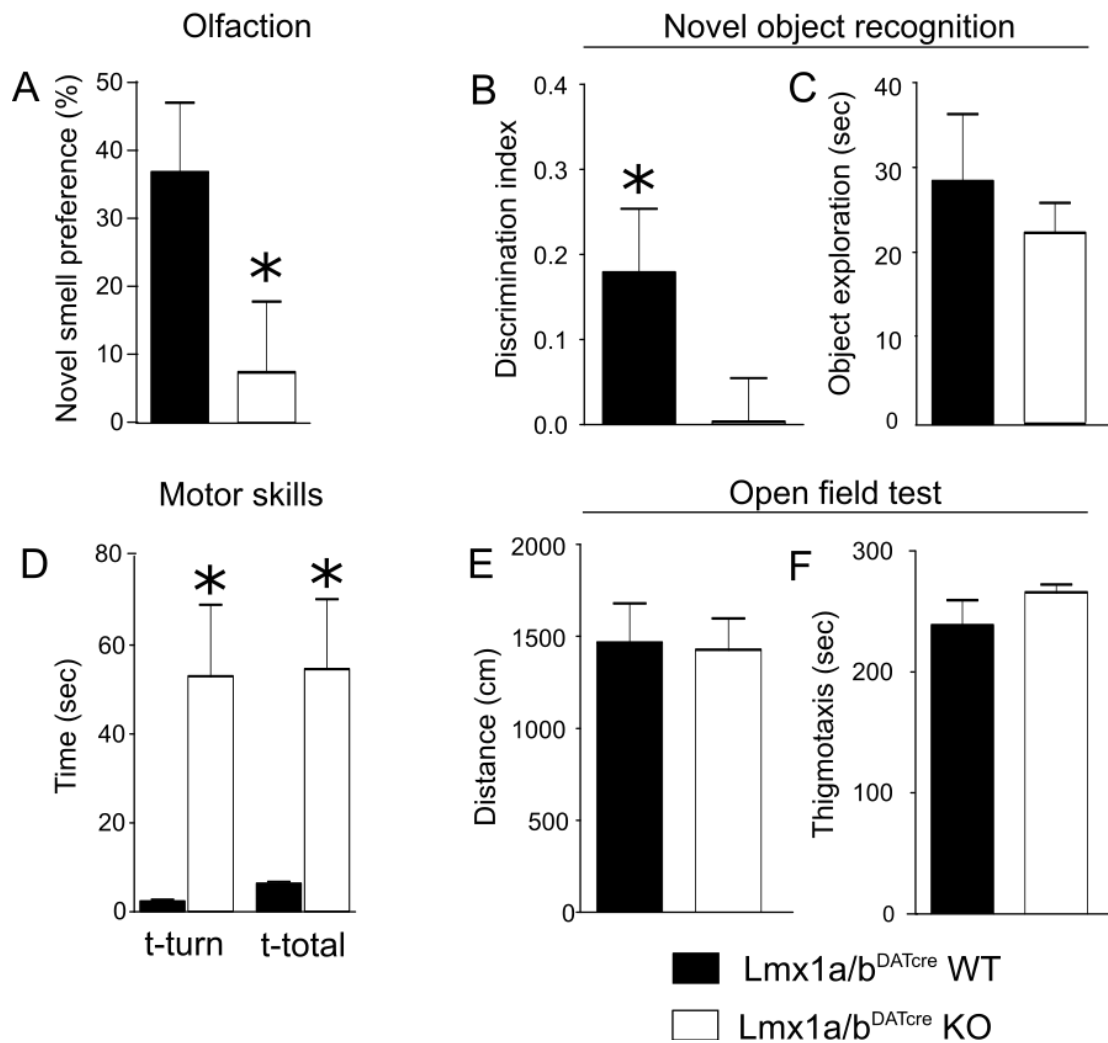 Olfaction
Novel object recognition
A
Novel smell preference (%)
50
40
30
20
10
0
*
B
Discrimination index
0.4
0.3
0.2
0.1
0.0
*
C
Object exploration (sec)
40
30
20
10
0
Motor skills
Open field test
D
Time (sec)
80
60
40
20
0
*
*
t-turn
t-total
E
Distance (cm)
2000
1500
1000
500
0
F
Thigmotaxis (sec)
300
200
100
0
Lmx1a/b^DATcre WT
Lmx1a/b^DATcre KO